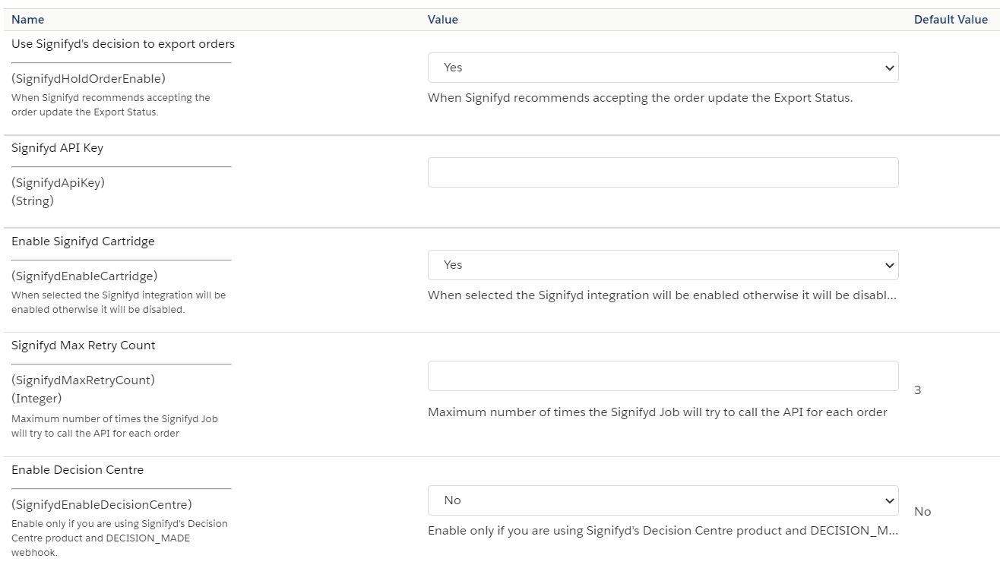 Name Value Default Value
Use Signifyd's decision to export orders
Yes
(SignifydHoldOrderEnable)
When Signifyd recommends accepting the
order update the Export Status.
When Signifyd recommends accepting the order update the Export Status.
Signifyd API Key
(SignifydApiKey)
(String)
Enable Signifyd Cartridge
Yes
(SignifydEnableCartridge)
When selected the Signifyd integration will be
enabled otherwise it will be disabled.
When selected the Signifyd integration will be enabled otherwise it will be disabl...
Signifyd Max Retry Count
(SignifydMaxRetryCount)
(Integer)
Maximum number of times the Signifyd Job
will try to call the API for each order
Maximum number of times the Signifyd Job will try to call the API for each order
3
Enable Decision Centre
No
(SignifydEnableDecisionCentre)
Enable only if you are using Signifyd's Decision
Centre product and DECISION_MADE
webhook.
Enable only if you are using Signifyd's Decision Centre product and DECISION_M...
No